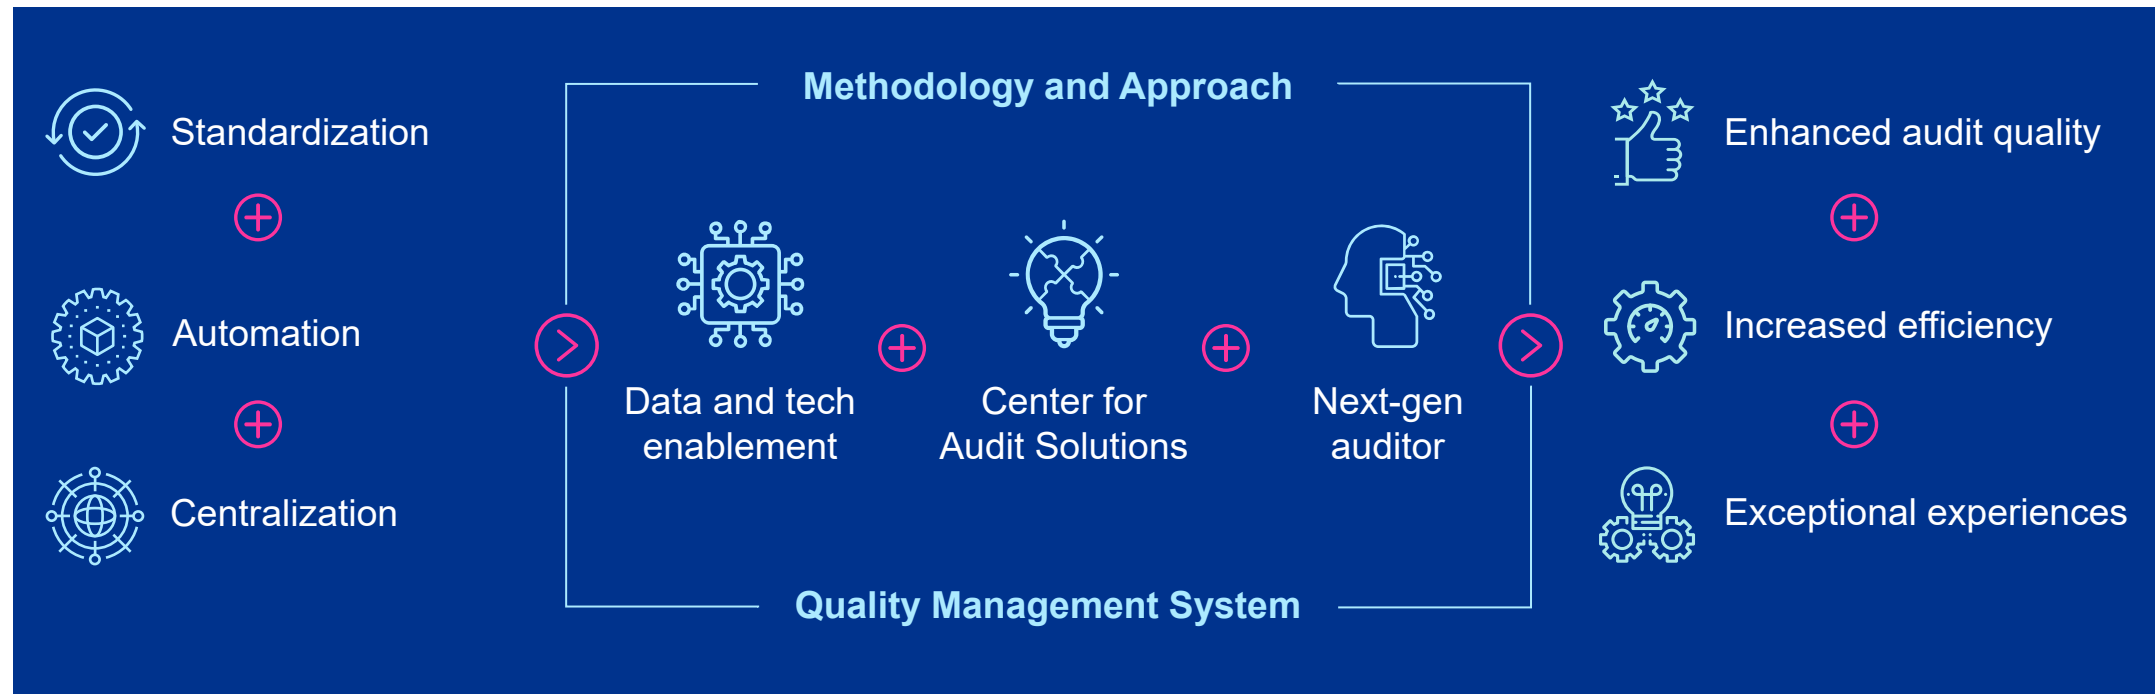 Standardization
Automation
Centralization
Methodology and Approach
Data and tech
enablement
Center for
Audit Solutions
Next-gen
auditor
Quality Management System
Enhanced audit quality
Increased efficiency
Exceptional experiences